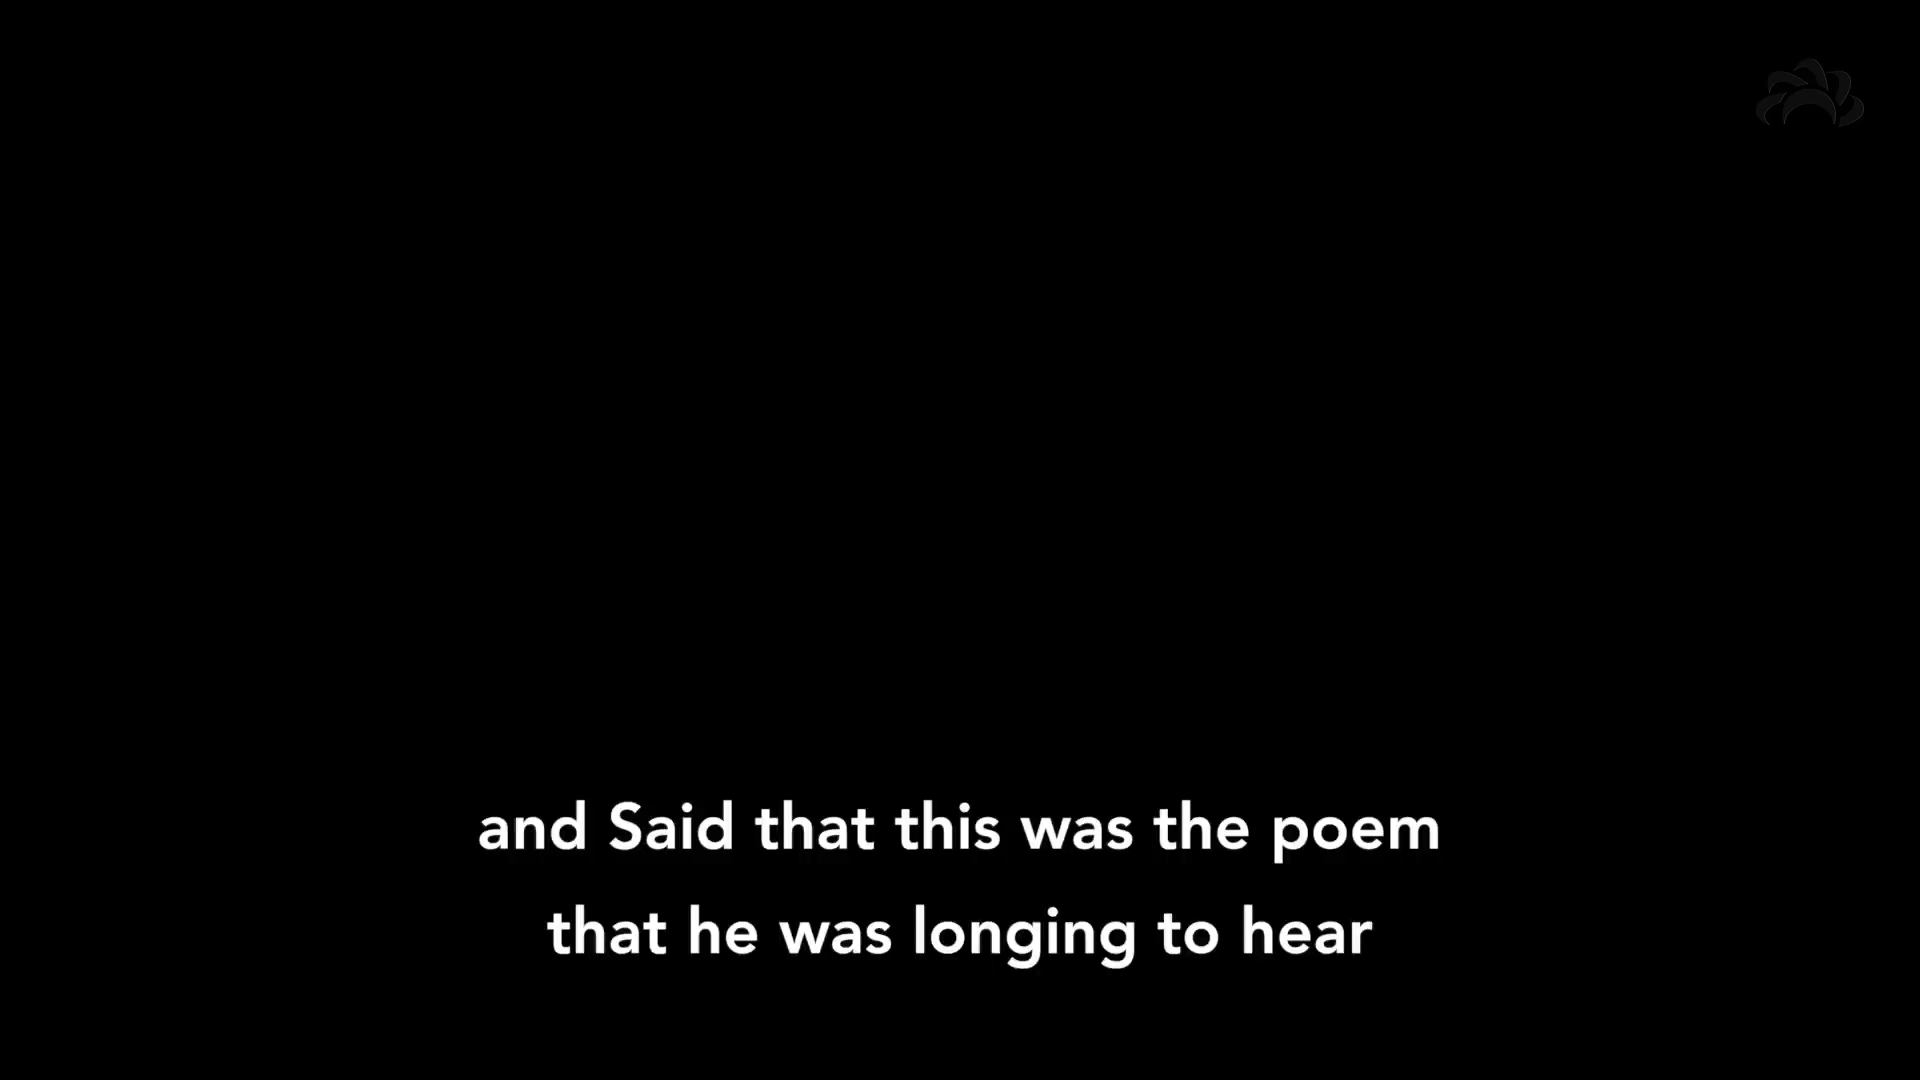 and Said that this was the poem
that he was longing to hear